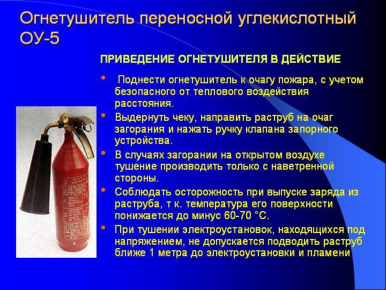 Огнетушитель переносной углекислотный
ОУ-5
ПРИВЕДЕНИЕ ОГНЕТУШИТЕЛЯ В ДЕЙСТВИЕ
• Поднести огнетушитель к очагу пожара, с учетом
безопасного от теплового воздействия
расстояния.
• Выдернуть чеку, направить раструб на очаг
загорания и нажать ручку клапана запорного
устройства.
• В случаях загорании на открытом воздухе
тушение производить только с наветренной
стороны.
• Соблюдать осторожность при выпуске заряда из
раструба, т к. температура его поверхности
понижается до минус 60-70 °С.
• При тушении электроустановок, находящихся под
напряжением, не допускается подводить раструб
ближе 1 метра до электроустановки и пламени